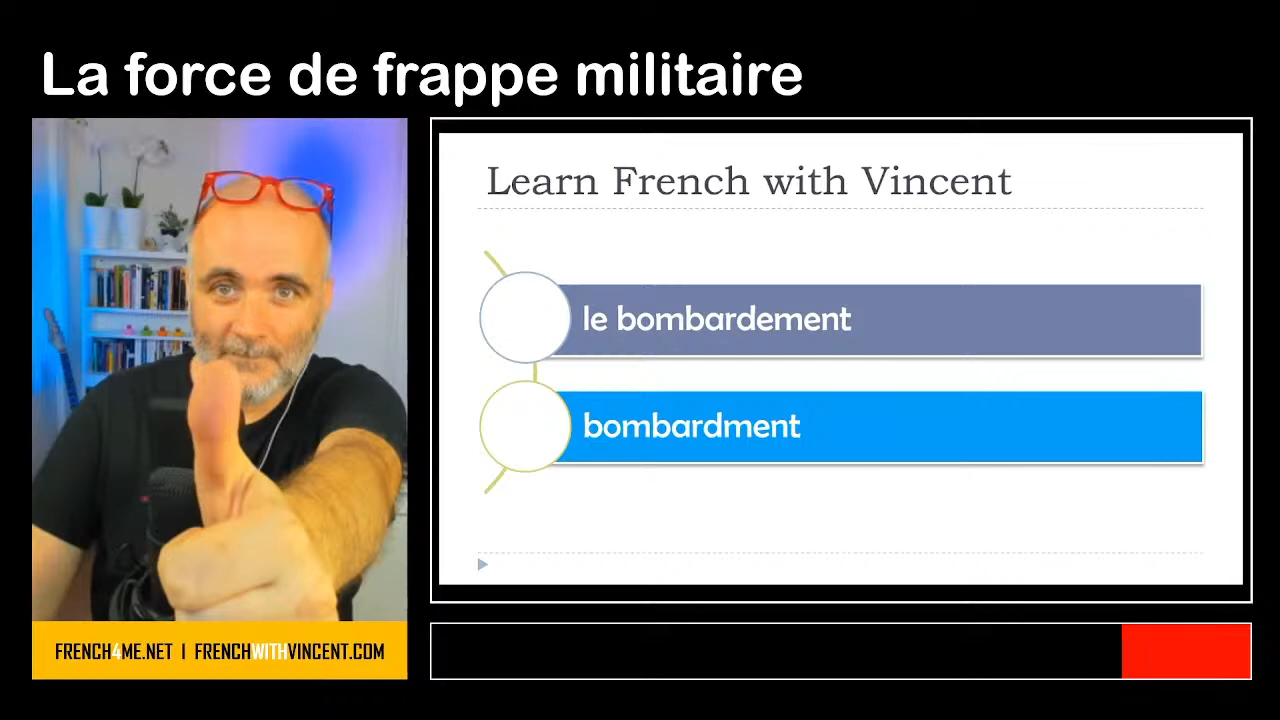 La force de frappe militaire
Learn French with Vincent
le bombardement
bombardment
FRENCH4ME.NET I FRENCHWITHVINCENT.COM